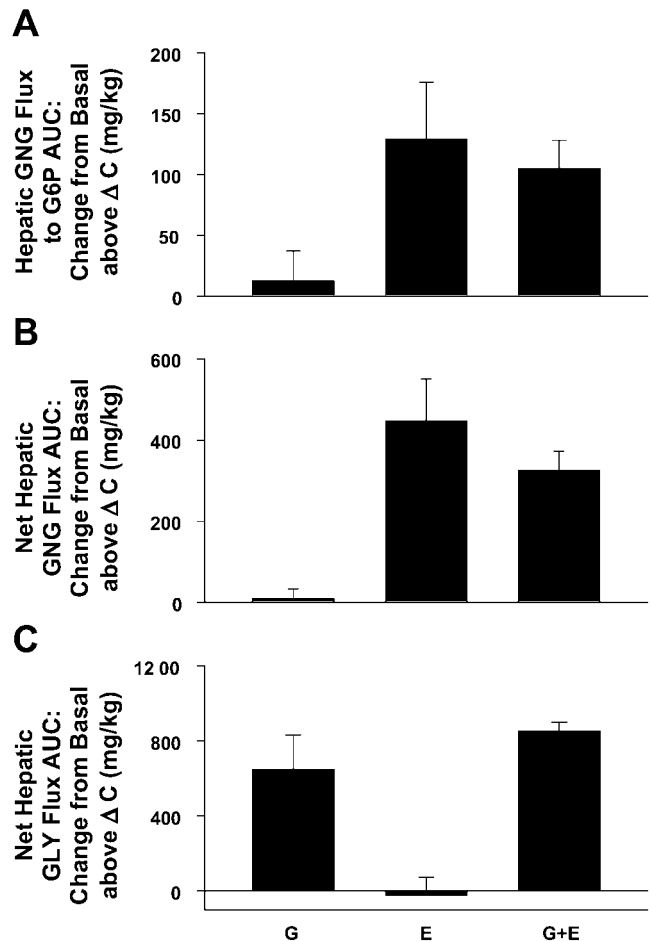 A
Hepatic GNG Flux
to G6P AUC:
Change from Basal
above Δ C (mg/kg)
200
150
100
50
0
B
Net Hepatic
GNG Flux AUC:
Change from Basal
above Δ C (mg/kg)
600
400
200
0
C
Net Hepatic
GLY Flux AUC:
Change from Basal
above Δ C (mg/kg)
12 00
800
400
0
G E G+E